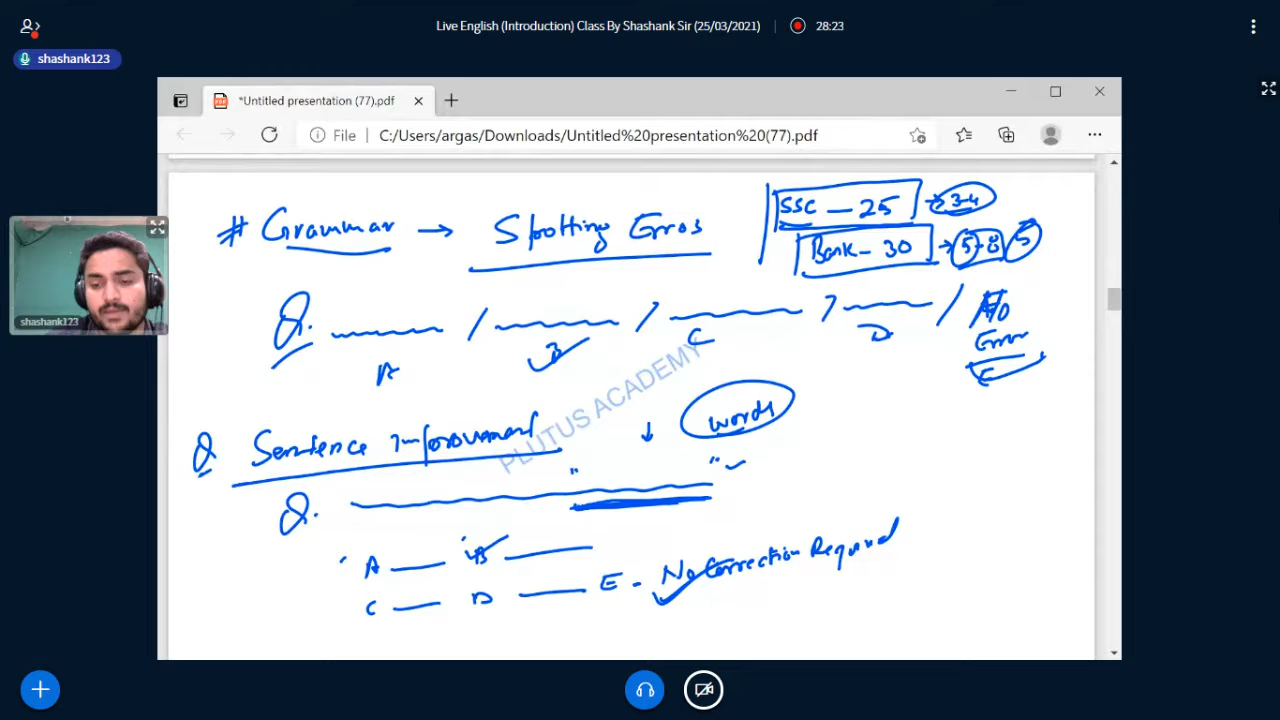 Live English (Introduction) Class By Shashank Sir (25/03/2021)
28:23
shashank123
*Untitled presentation (77).pdf
File
C:/Users/argas/Downloads/Untitled%20presentation%20(77).pdf
# Grammar → Spotting Erros
SSC - 25 → 2 3-4
Bank - 30 → 5-8 5
shashank123
Q. / / / / No
A B C D Error
PLUTUS ACADEMY
words
Q Sentence Improvment
Q.
A B
C D E - No Correction Required